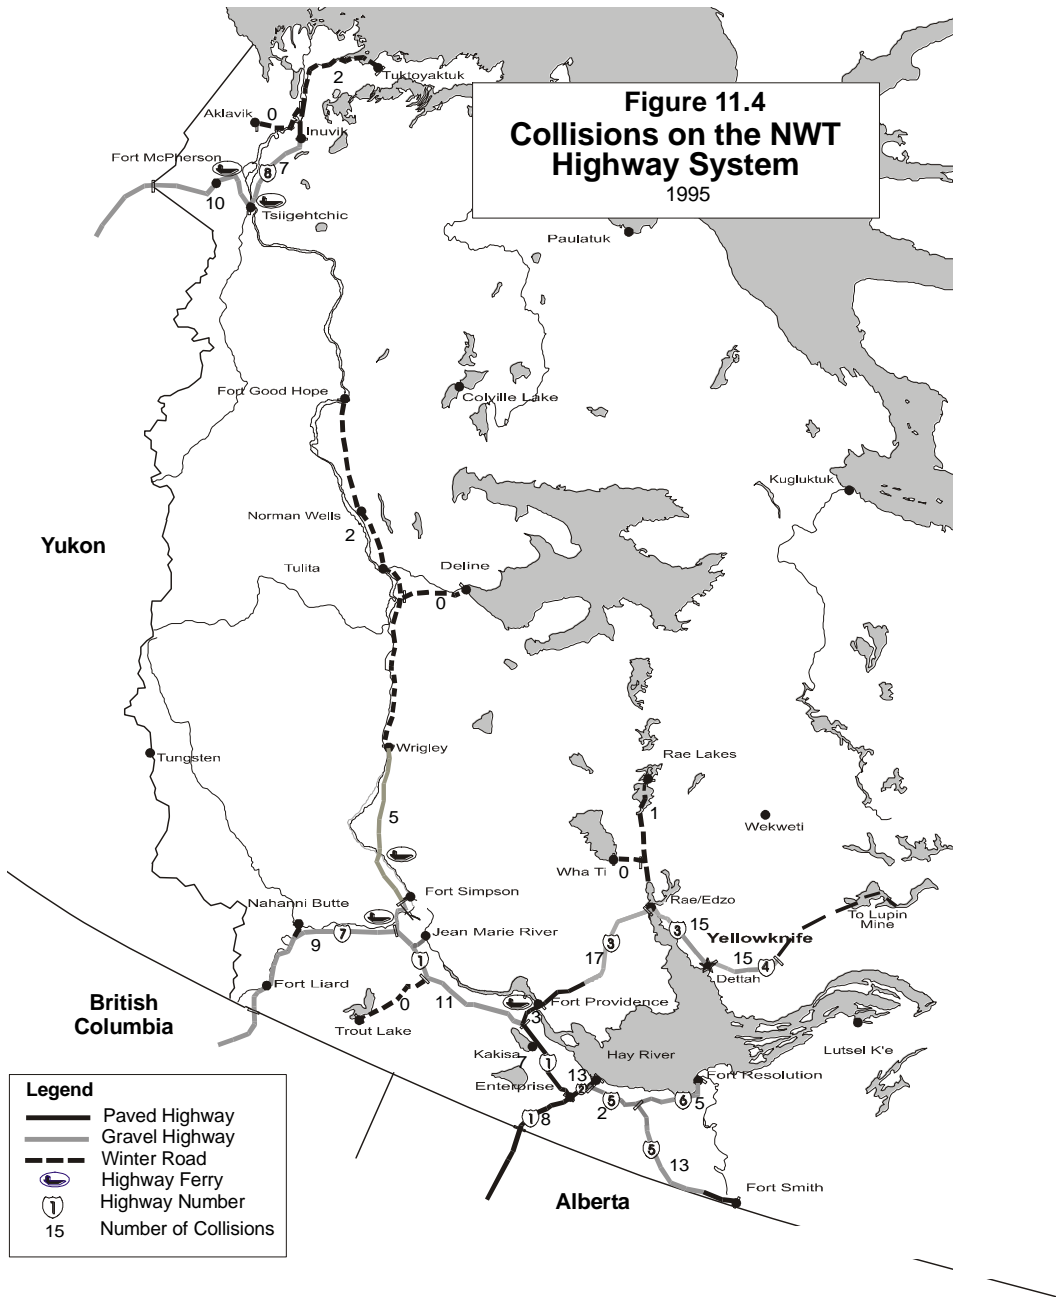 Figure 11.4
Collisions on the NWT
Highway System
1995
2
Tuktoyaktuk
Aklavik
0
Inuvik
Fort McPherson
8
7
10
Tsiigehtchic
Paulatuk
Fort Good Hope
Colville Lake
Kugluktuk
Norman Wells
2
Yukon
Tulita
Deline
0
Wrigley
Tungsten
Rae Lakes
5
1
Wekweti
Wha Ti
0
Fort Simpson
Nahanni Butte
Rae/Edzo
To Lupin
Mine
9
7
Jean Marie River
3
3
15
Yellowknife
1
17
15
4
Dettah
Fort Liard
British
Columbia
0
11
Trout Lake
Fort Providence
3
Kakisa
7
1
Hay River
Lutsel K'e
Enterprise
13
2
Fort Resolution
2
5
6
5
1
8
5
13
Fort Smith
Alberta
Legend
Paved Highway
Gravel Highway
Winter Road
Highway Ferry
1
Highway Number
15
Number of Collisions